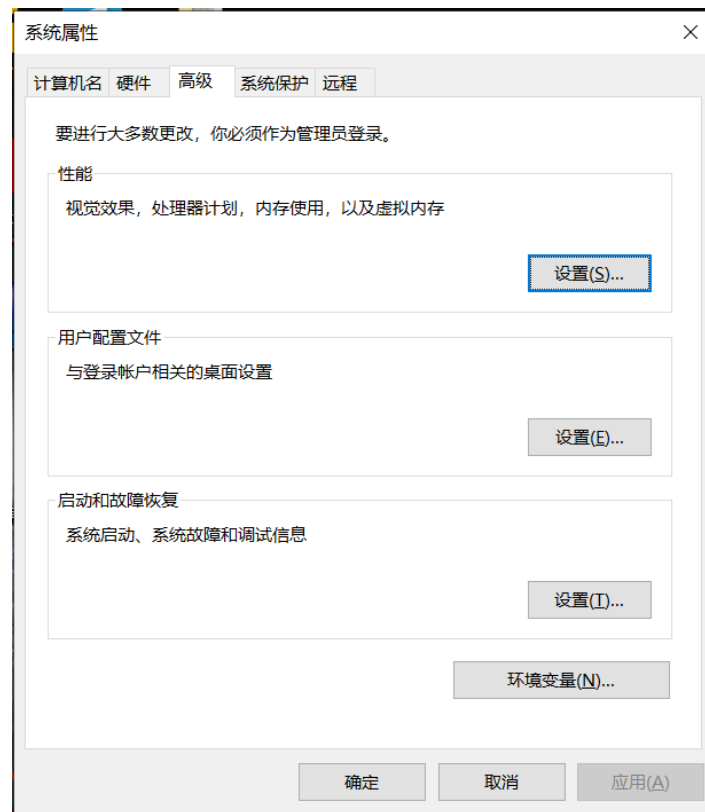 系统属性
计算机名 硬件 高级 系统保护 远程
要进行大多数更改，你必须作为管理员登录。
性能
视觉效果，处理器计划，内存使用，以及虚拟内存
设置(S)...
用户配置文件
与登录帐户相关的桌面设置
设置(E)...
启动和故障恢复
系统启动、系统故障和调试信息
设置(T)...
环境变量(N)...
确定 取消 应用(A)